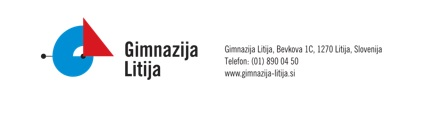 Gimnazija
Litija
Gimnazija Litija, Bevkova 1C, 1270 Litija, Slovenija
Telefon: (01) 890 04 50
www.gimnazija-litija.si